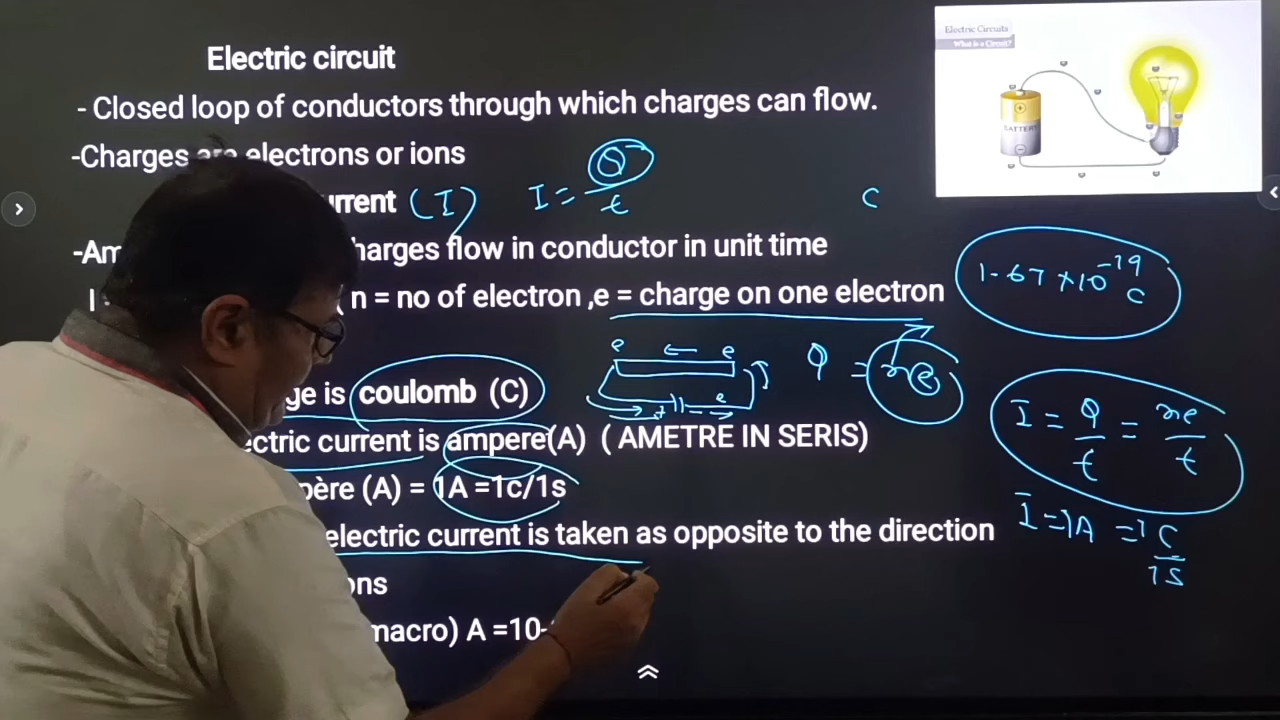 Electric circuit
- Closed loop of conductors through which charges can flow.
-Charges are electrons or ions
(I) I = Q/t
C
-Am harges flow in conductor in unit time
I n = no of electron ,e = charge on one electron
1.67 × 10⁻¹⁹ C
e ← e
e
+ -
Q = ne
ge is coulomb (C)
I = Q/t = ne/t
ectric current is ampere(A) ( AMETRE IN SERIS)
père (A) = 1A =1c/1s
I = 1A = 1C/1S
electric current is taken as opposite to the direction
ons
macro) A =10-
Electric Circuits
What is a Circuit?
BATTERY